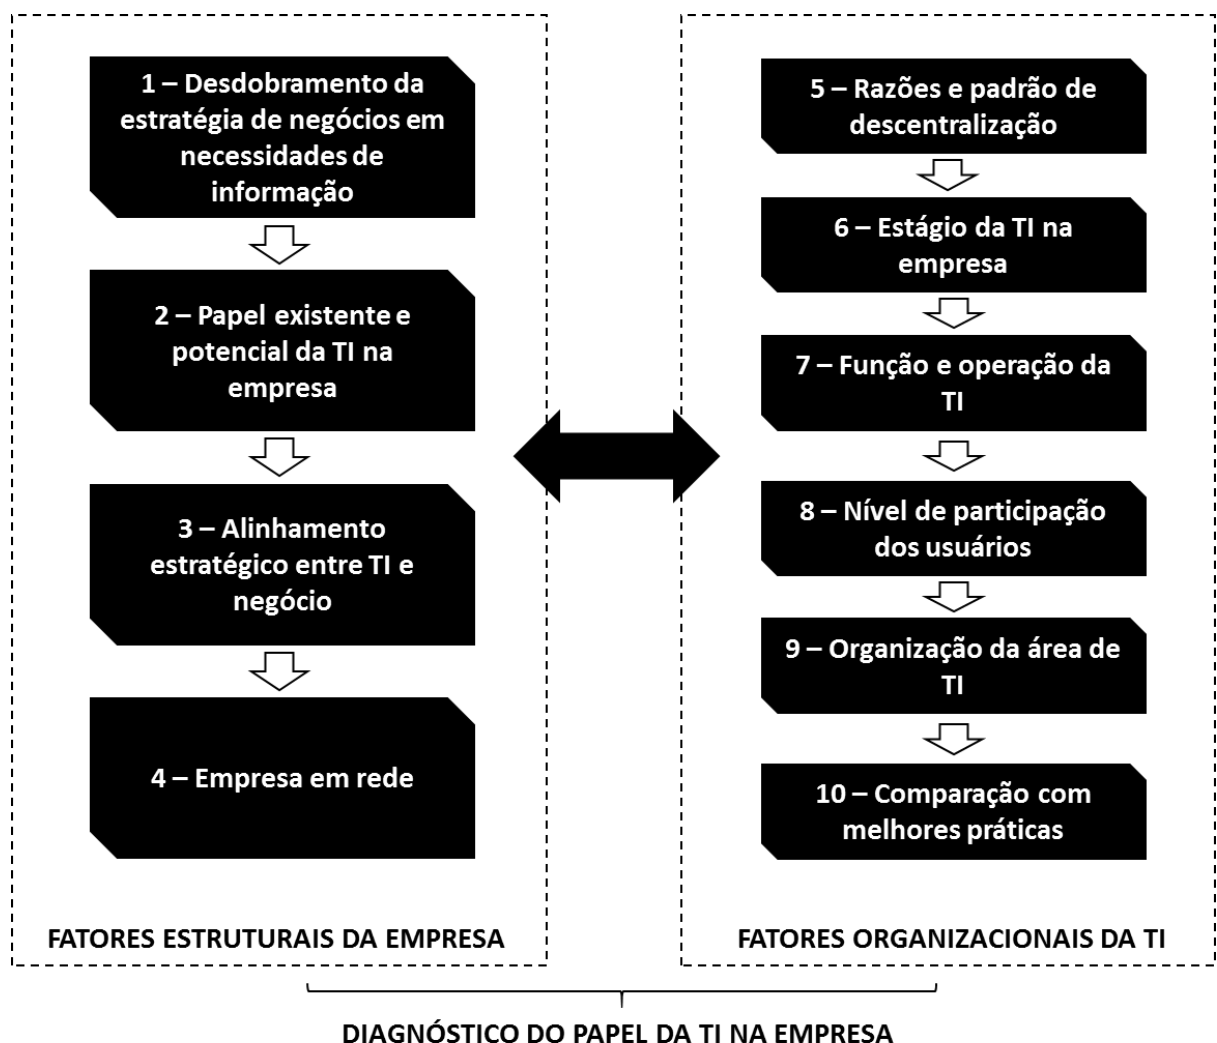 1 – Desdobramento da
estratégia de negócios em
necessidades de
informação
2 – Papel existente e
potencial da TI na
empresa
3 – Alinhamento
estratégico entre TI e
negócio
4 – Empresa em rede
FATORES ESTRUTURAIS DA EMPRESA
5 – Razões e padrão de
descentralização
6 – Estágio da TI na
empresa
7 – Função e operação da
TI
8 – Nível de participação
dos usuários
9 – Organização da área de
TI
10 – Comparação com
melhores práticas
FATORES ORGANIZACIONAIS DA TI
DIAGNÓSTICO DO PAPEL DA TI NA EMPRESA